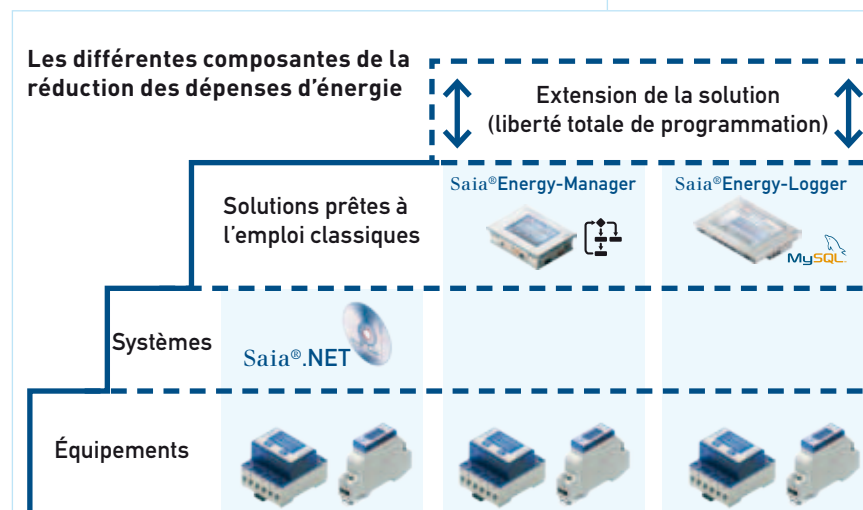 Les différentes composantes de la
réduction des dépenses d'énergie
Extension de la solution
(liberté totale de programmation)
Solutions prêtes à
l'emploi classiques
Saia®Energy-Manager
Saia®Energy-Logger
MySQL
Systèmes
Saia®.NET
Équipements